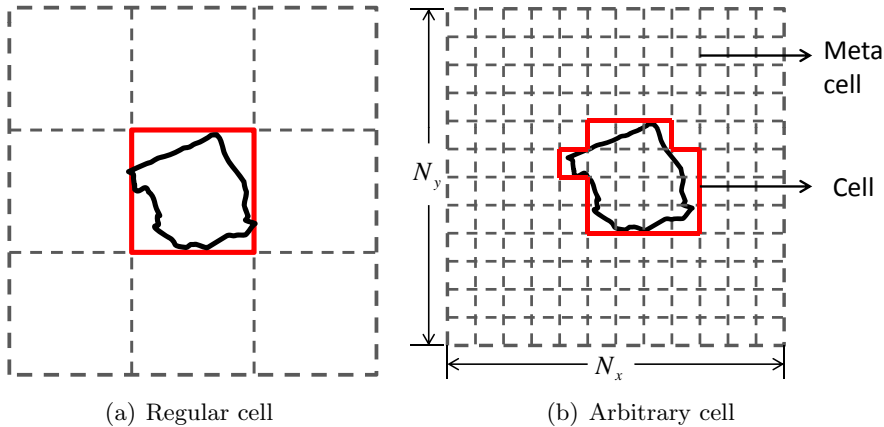 Meta
cell
N_y
Cell
N_x
(a) Regular cell
(b) Arbitrary cell